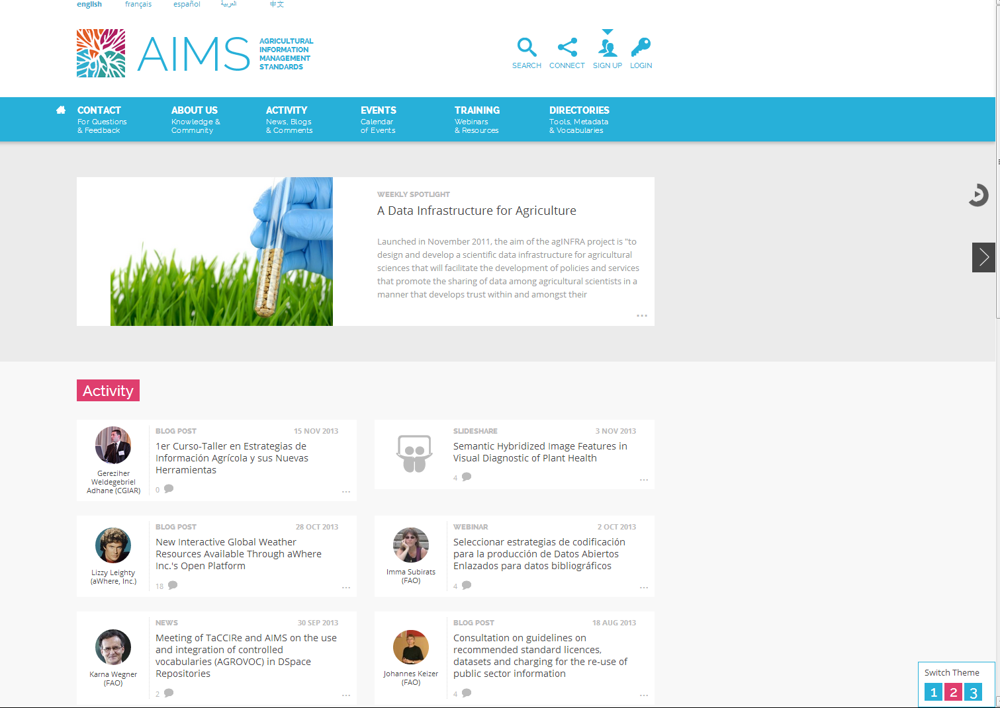 english français español العربية 中文
AIMS
AGRICULTURAL
INFORMATION
MANAGEMENT
STANDARDS
SEARCH CONNECT SIGN UP LOGIN
CONTACT
For Questions
& Feedback
ABOUT US
Knowledge &
Community
ACTIVITY
News, Blogs
& Comments
EVENTS
Calendar
of Events
TRAINING
Webinars
& Resources
DIRECTORIES
Tools, Metadata
& Vocabularies
WEEKLY SPOTLIGHT
A Data Infrastructure for Agriculture
Launched in November 2011, the aim of the agINFRA project is "to
design and develop a scientific data infrastructure for agricultural
sciences that will facilitate the development of policies and services
that promote the sharing of data among agricultural scientists in a
manner that develops trust within and amongst their
...
Activity
Gereziher
Weldegebriel
Adhane (CGIAR)
BLOG POST 15 NOV 2013
1er Curso-Taller en Estrategias de
Información Agrícola y sus Nuevas
Herramientas
0 ...
SLIDESHARE 3 NOV 2013
Semantic Hybridized Image Features in
Visual Diagnostic of Plant Health
4 ...
Lizzy Leighty
(aWhere, Inc.)
BLOG POST 28 OCT 2013
New Interactive Global Weather
Resources Available Through aWhere
Inc.'s Open Platform
18 ...
Imma Subirats
(FAO)
WEBINAR 2 OCT 2013
Seleccionar estrategias de codificación
para la producción de Datos Abiertos
Enlazados para datos bibliográficos
4 ...
Karna Wegner
(FAO)
NEWS 30 SEP 2013
Meeting of TaCCIRe and AIMS on the use
and integration of controlled
vocabularies (AGROVOC) in DSpace
Repositories
2 ...
Johannes Keizer
(FAO)
BLOG POST 18 AUG 2013
Consultation on guidelines on
recommended standard licences,
datasets and charging for the re-use of
public sector information
4 ...
Switch Theme
1 2 3